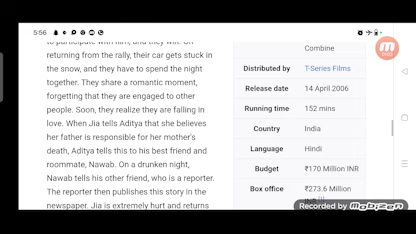 5:56
to participate with him, and they win. On
returning from the rally, their car gets stuck in
the snow, and they have to spend the night
together. They share a romantic moment,
forgetting that they are engaged to other
people. Soon, they realize they are falling in
love. When Jia tells Aditya that she believes
her father is responsible for her mother's
death, Aditya tells this to his best friend and
roommate, Nawab. On a drunken night,
Nawab tells his other friend, who is a reporter.
The reporter then publishes this story in the
newspaper. Jia is extremely hurt and returns
Combine
Distributed by T-Series Films
Release date 14 April 2006
Running time 152 mins
Country India
Language Hindi
Budget ₹170 Million INR
Box office ₹273.6 Million
Recorded by MOBIZEN